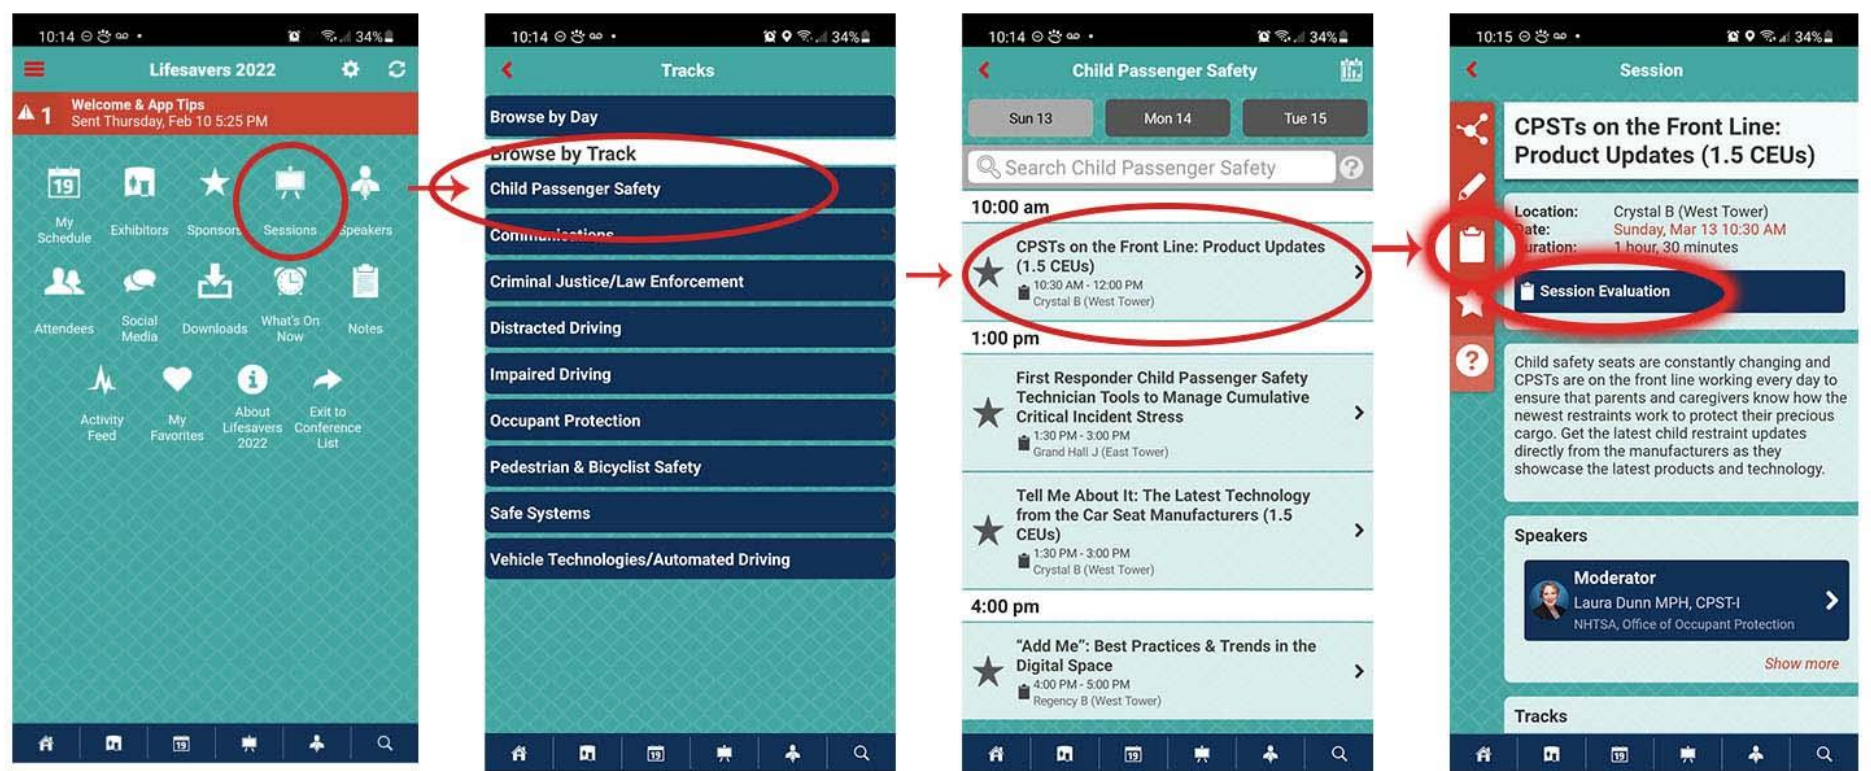 10:14
34%
Lifesavers 2022
1
Welcome & App Tips
Sent Thursday, Feb 10 5:25 PM
19
My
Schedule
Exhibitors
Sponsors
Sessions
Speakers
Attendees
Social
Media
Downloads
What's On
Now
Notes
Activity
Feed
My
Favorites
About
Lifesavers
2022
Exit to
Conference
List
19
10:14
34%
Tracks
Browse by Day
Browse by Track
Child Passenger Safety
Communications
Criminal Justice/Law Enforcement
Distracted Driving
Impaired Driving
Occupant Protection
Pedestrian & Bicyclist Safety
Safe Systems
Vehicle Technologies/Automated Driving
19
10:14
34%
Child Passenger Safety
Sun 13
Mon 14
Tue 15
Search Child Passenger Safety
?
10:00 am
CPSTs on the Front Line: Product Updates
(1.5 CEUs)
10:30 AM - 12:00 PM
Crystal B (West Tower)
1:00 pm
First Responder Child Passenger Safety
Technician Tools to Manage Cumulative
Critical Incident Stress
1:30 PM - 3:00 PM
Grand Hall J (East Tower)
Tell Me About It: The Latest Technology
from the Car Seat Manufacturers (1.5
CEUs)
1:30 PM - 3:00 PM
Crystal B (West Tower)
4:00 pm
“Add Me”: Best Practices & Trends in the
Digital Space
4:00 PM - 5:00 PM
Regency B (West Tower)
19
10:15
34%
Session
CPSTs on the Front Line:
Product Updates (1.5 CEUs)
Location: Crystal B (West Tower)
Date: Sunday, Mar 13 10:30 AM
Duration: 1 hour, 30 minutes
Session Evaluation
?
Child safety seats are constantly changing and
CPSTs are on the front line working every day to
ensure that parents and caregivers know how the
newest restraints work to protect their precious
cargo. Get the latest child restraint updates
directly from the manufacturers as they
showcase the latest products and technology.
Speakers
Moderator
Laura Dunn MPH, CPST-I
NHTSA, Office of Occupant Protection
Show more
Tracks
19